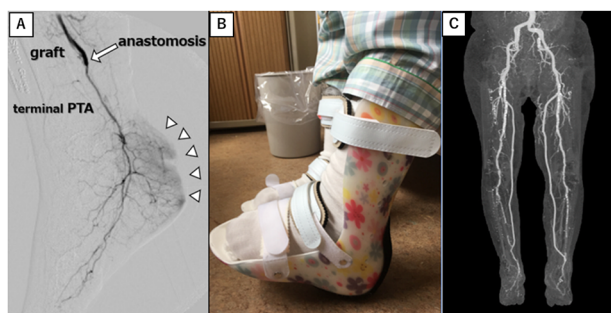 A
graft
anastomosis
terminal PTA
B
C